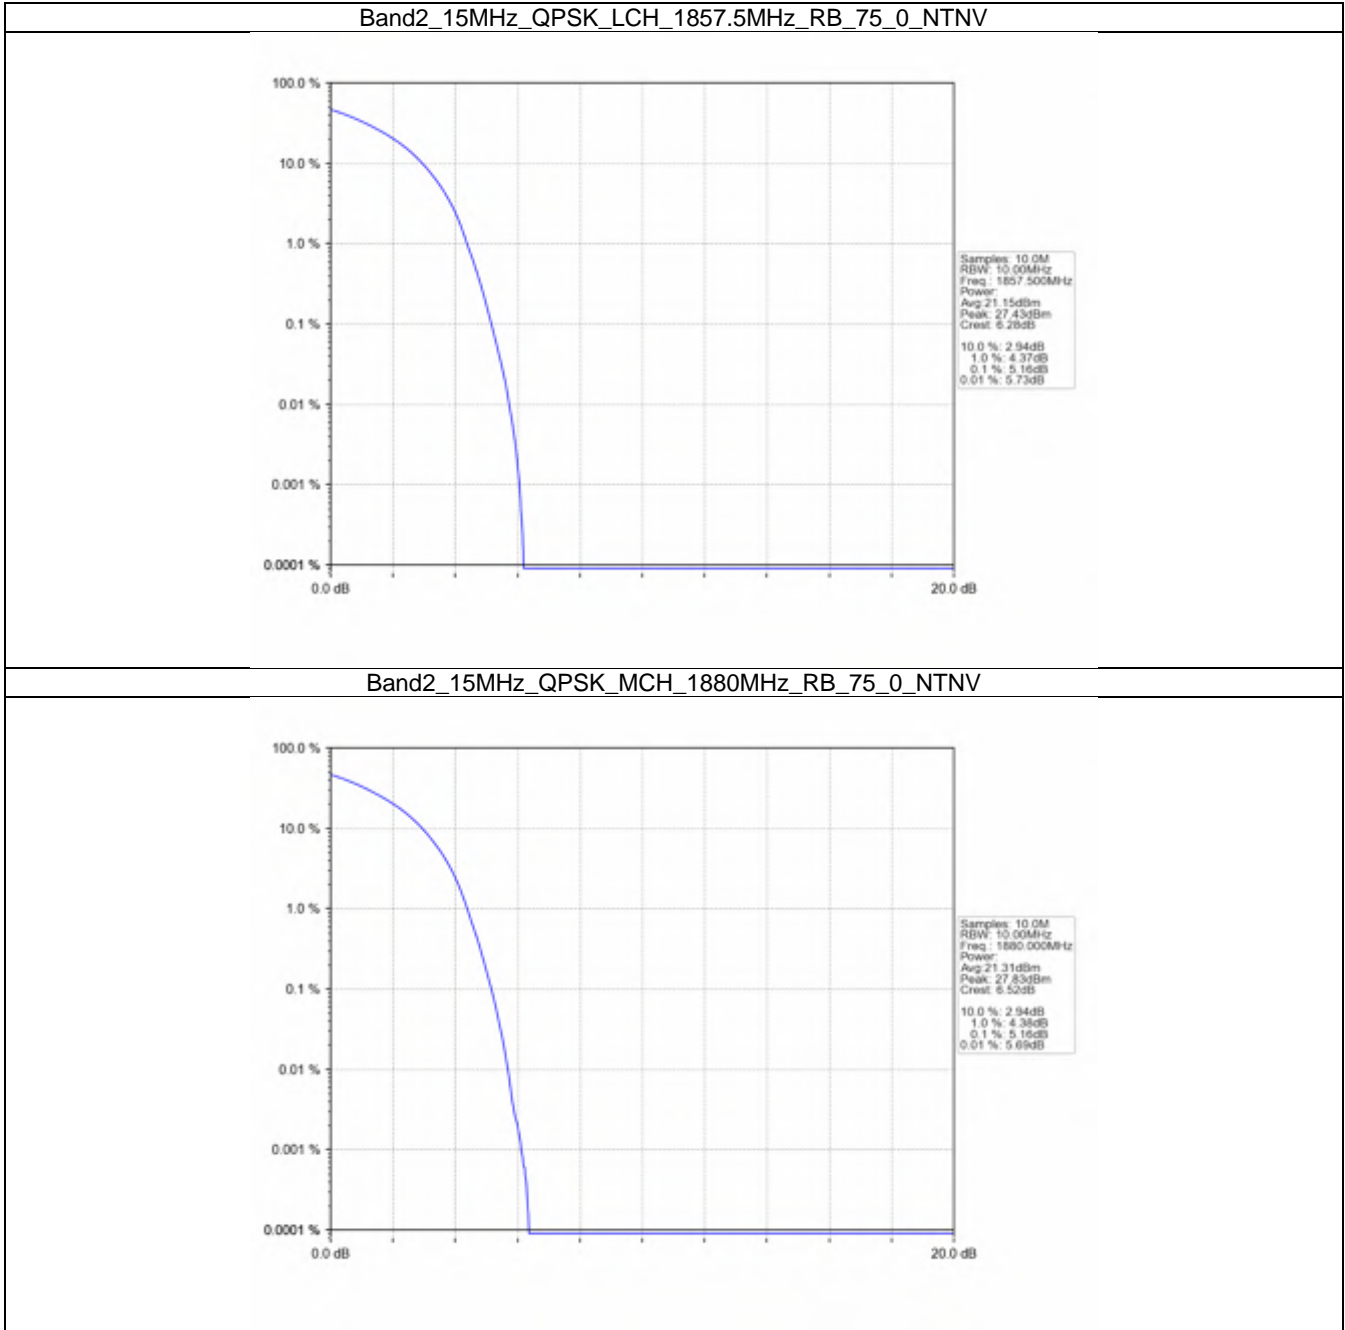 Band2_15MHz_QPSK_LCH_1857.5MHz_RB_75_0_NTNV
100.0 %
10.0 %
1.0 %
0.1 %
0.01 %
0.001 %
0.0001 %
0.0 dB
20.0 dB
Samples: 10.0M
RBW: 10.00MHz
Freq.: 1857.500MHz
Power:
Avg:21.15dBm
Peak: 27.43dBm
Crest: 6.28dB
10.0 %: 2.94dB
1.0 %: 4.37dB
0.1 %: 5.16dB
0.01 %: 5.73dB
Band2_15MHz_QPSK_MCH_1880MHz_RB_75_0_NTNV
100.0 %
10.0 %
1.0 %
0.1 %
0.01 %
0.001 %
0.0001 %
0.0 dB
20.0 dB
Samples: 10.0M
RBW: 10.00MHz
Freq.: 1880.000MHz
Power:
Avg:21.31dBm
Peak: 27.83dBm
Crest: 6.52dB
10.0 %: 2.94dB
1.0 %: 4.38dB
0.1 %: 5.16dB
0.01 %: 5.69dB